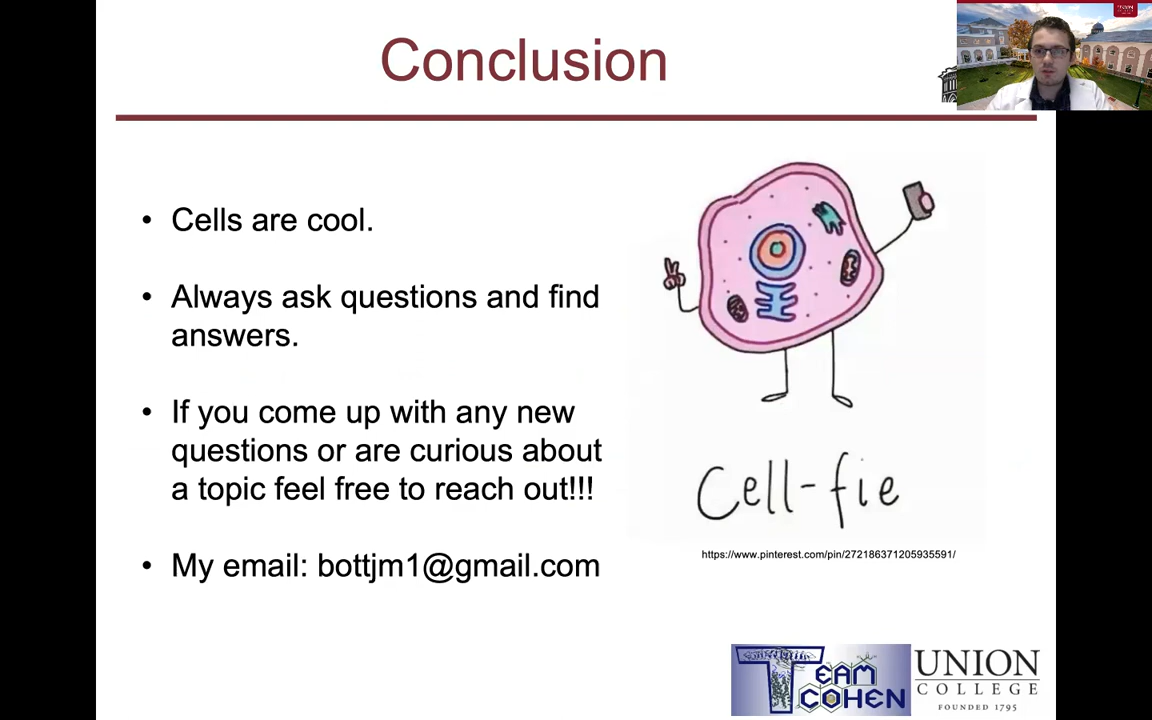 Conclusion
• Cells are cool.
• Always ask questions and find
answers.
• If you come up with any new
questions or are curious about
a topic feel free to reach out!!!
• My email: bottjm1@gmail.com
Cell-fie
https://www.pinterest.com/pin/272186371205935591/
TEAM
COHEN
UNION
COLLEGE
FOUNDED 1795